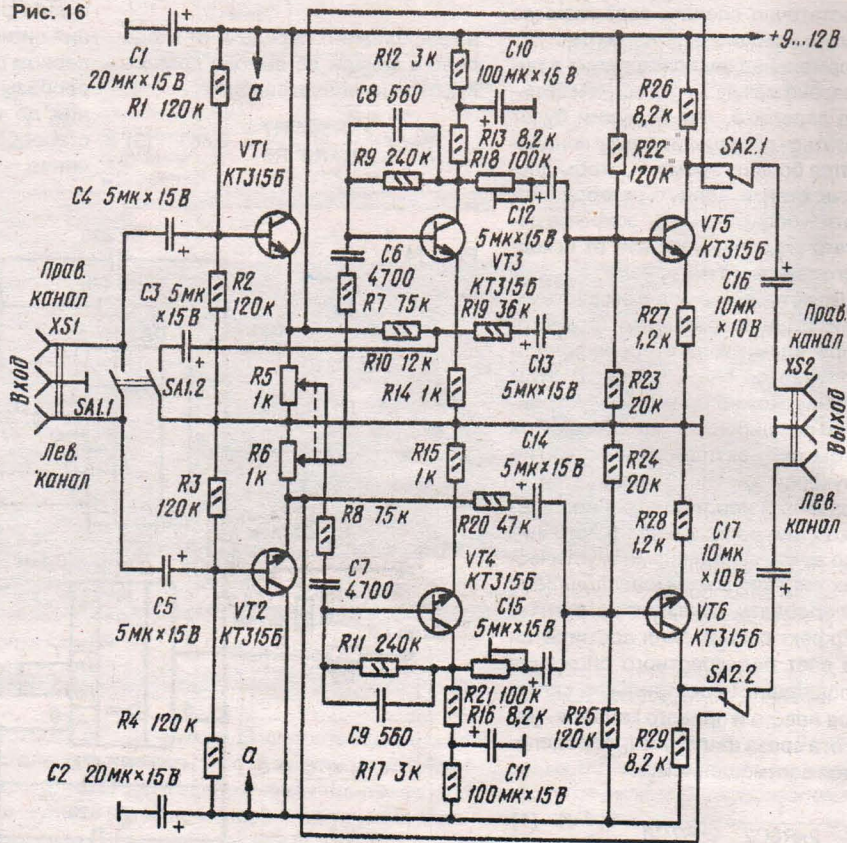 Рис. 16
+9...12 В
C1
20мк×15В
R1 120к
a
R12 3к
C10
100мк×15В
C8 560
R9 240к
R13 8,2к
R18 100к
R26
8,2к
R22
120к
SA2.1
VT1
КТ315Б
C4 5мк×15В
C12
5мк×15В
VT3
КТ315Б
VT5
КТ315Б
C6
4700
R7 75к
R19 36к
C3 5мк
×15В
R2
120к
Прав.
канал
XS1
Вход
SA1.1
SA1.2
Лев.
канал
R10 12к
C13
5мк×15В
R5
1к
R14 1к
R27
1,2к
C16
10мк
×10В
Прав.
канал
XS2
Выход
Лев.
канал
R23
20к
R6
1к
R15
1к
C14
5мк×15В
R24
20к
R3
120к
R8 75к
R20 47к
R28
1,2к
C17
10мк
×10В
C7
4700
VT4
КТ315Б
C5
5мк×15В
VT2
КТ315Б
C15
5мк×15В
VT6
КТ315Б
R11 240к
SA2.2
R21 100к
R16 8,2к
R4 120к
C9 560
R25
120к
R29
8,2к
R17 3к
C11
100мк×15В
C2 20мк×15В
a